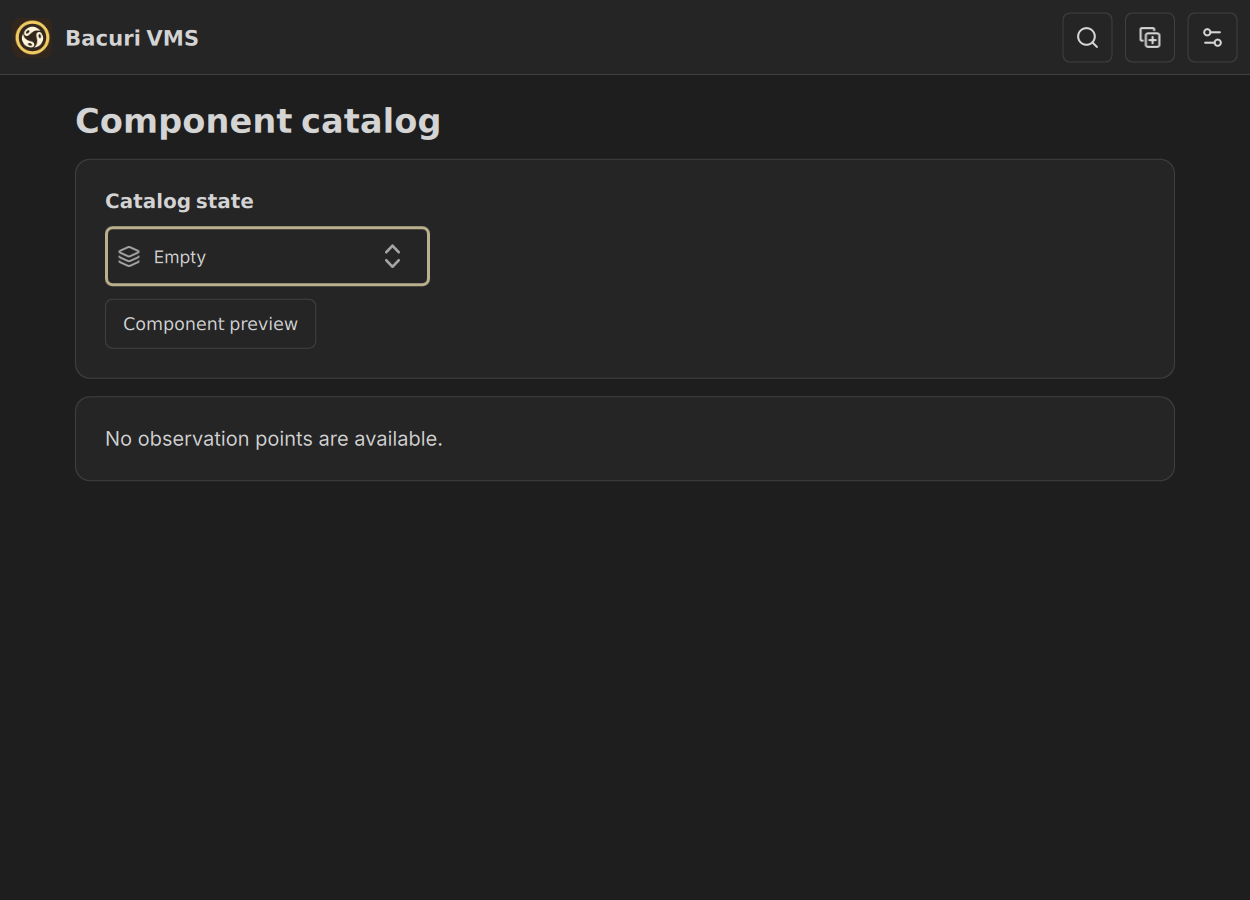 Bacuri VMS
Component catalog
Catalog state
Empty
Component preview
No observation points are available.